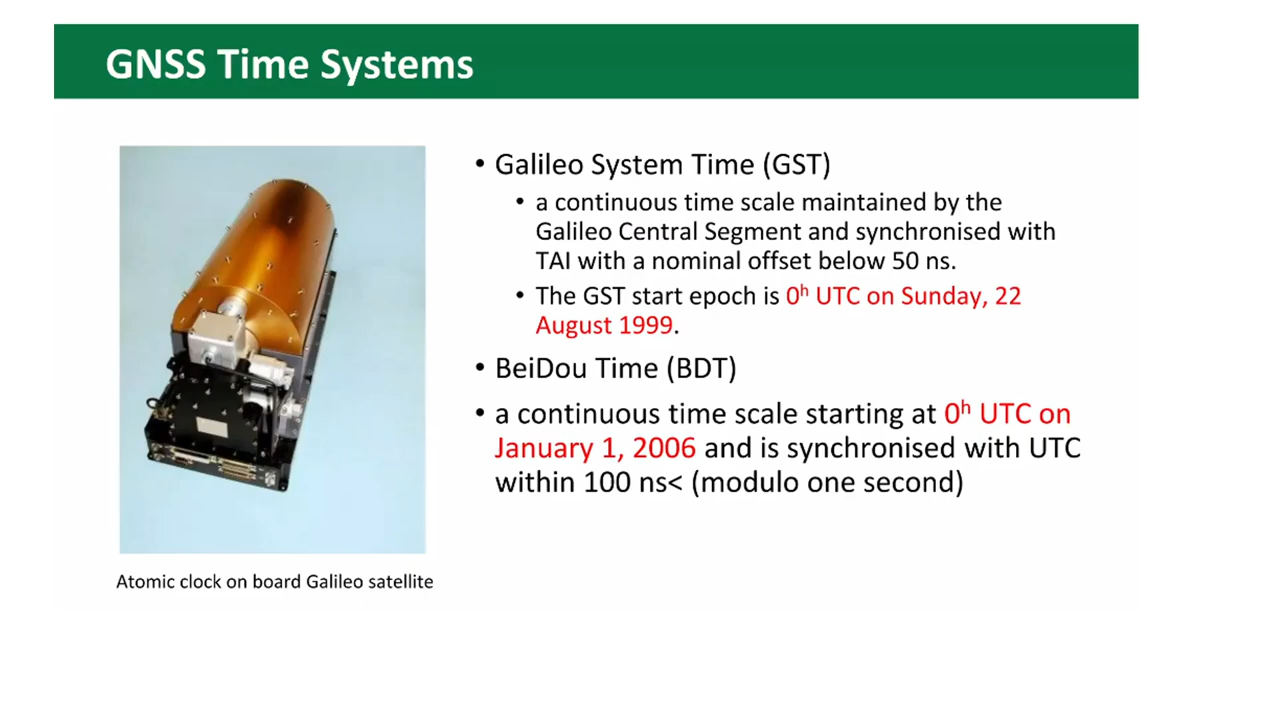 GNSS Time Systems
• Galileo System Time (GST)
• a continuous time scale maintained by the
Galileo Central Segment and synchronised with
TAI with a nominal offset below 50 ns.
• The GST start epoch is 0ʰ UTC on Sunday, 22
August 1999.
• BeiDou Time (BDT)
• a continuous time scale starting at 0ʰ UTC on
January 1, 2006 and is synchronised with UTC
within 100 ns< (modulo one second)
Atomic clock on board Galileo satellite